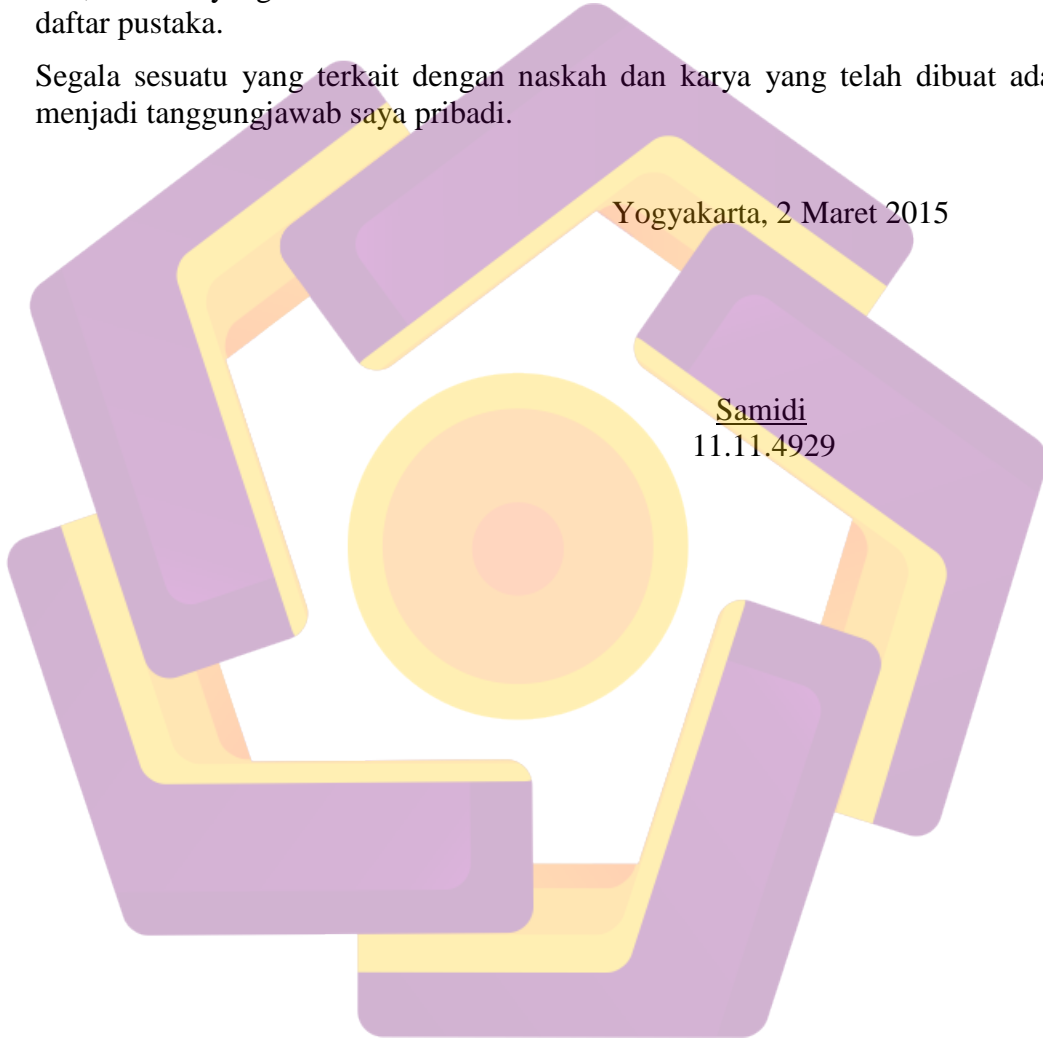 daftar pustaka.
Segala sesuatu yang terkait dengan naskah dan karya yang telah dibuat
menjadi tanggungjawab saya pribadi.
Yogyakarta, 2 Maret 2015
Samidi
11.11.4929